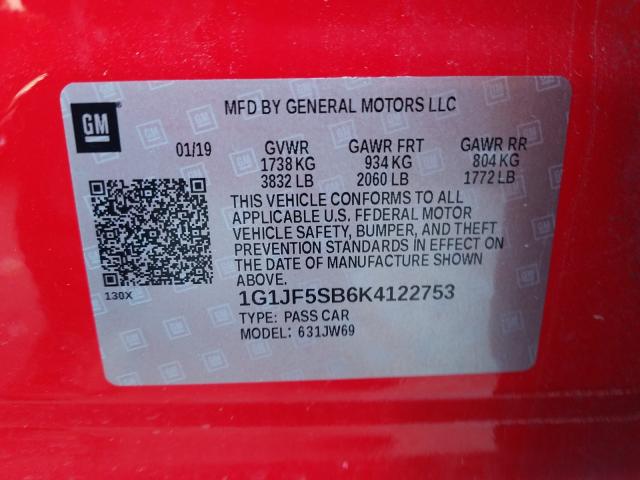 GM
MFD BY GENERAL MOTORS LLC
01/19 GVWR GAWR FRT GAWR RR
1738 KG 934 KG 804 KG
3832 LB 2060 LB 1772 LB
THIS VEHICLE CONFORMS TO ALL
APPLICABLE U.S. FEDERAL MOTOR
VEHICLE SAFETY, BUMPER, AND THEFT
PREVENTION STANDARDS IN EFFECT ON
THE DATE OF MANUFACTURE SHOWN
ABOVE.
130X
1G1JF5SB6K4122753
TYPE: PASS CAR
MODEL: 631JW69